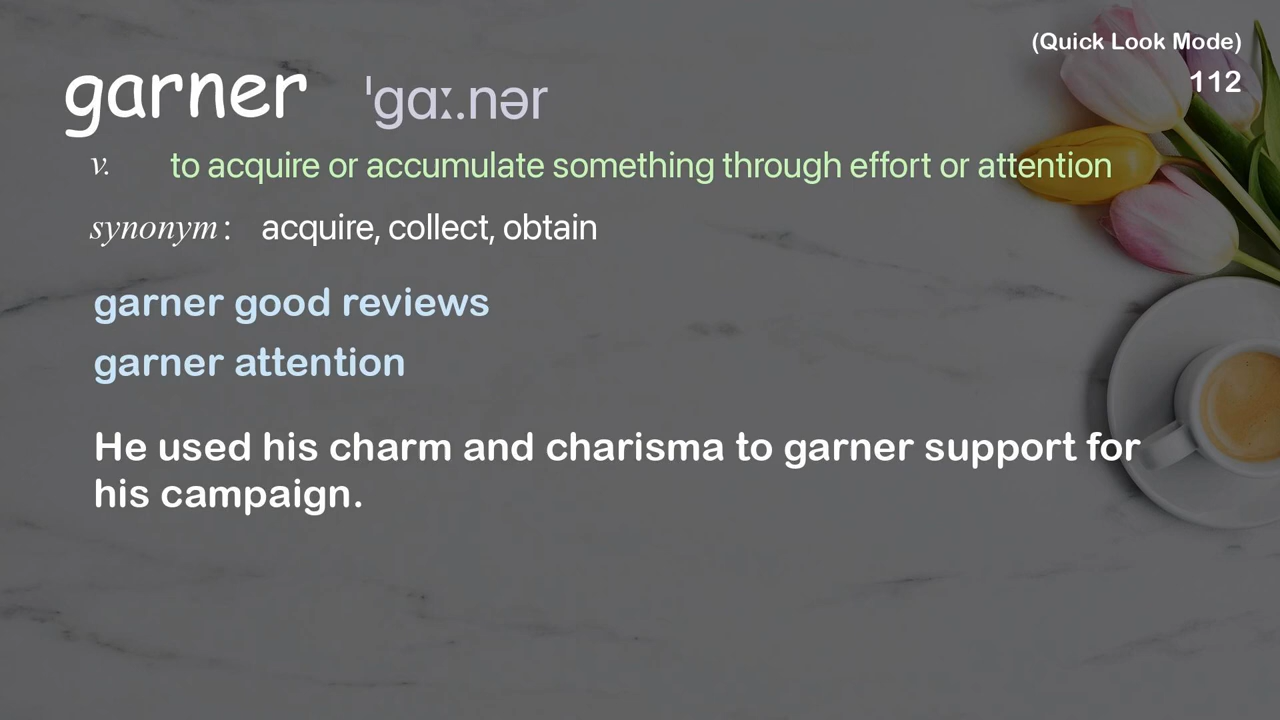 (Quick Look Mode)
garner ˈɡɑː.nər
112
v. to acquire or accumulate something through effort or attention
synonym: acquire, collect, obtain
garner good reviews
garner attention
He used his charm and charisma to garner support for
his campaign.